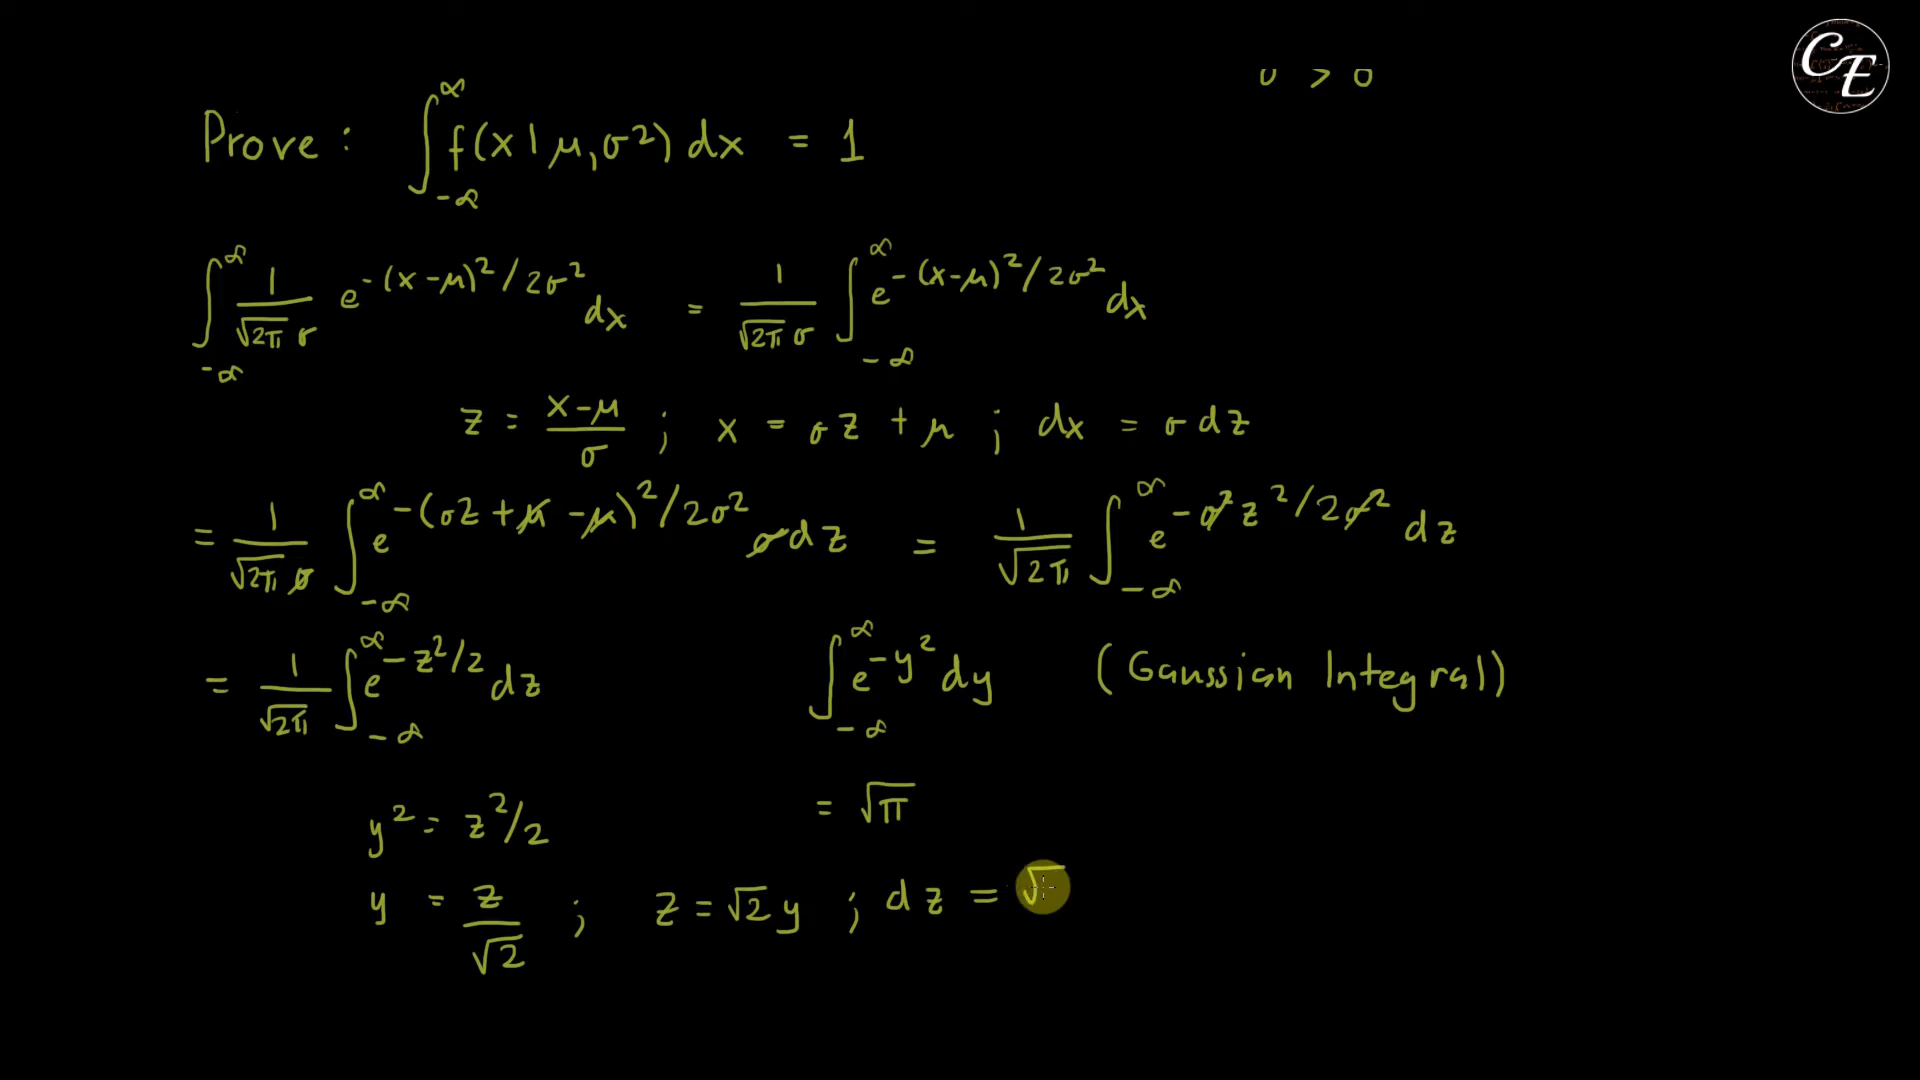 CE
σ > 0
Prove : ∫_{-∞}^{∞} f(x | μ, σ²) dx = 1
∫_{-∞}^{∞} 1/(√2π σ) e^{-(x-μ)²/2σ²} dx = 1/(√2π σ) ∫_{-∞}^{∞} e^{-(x-μ)²/2σ²} dx
z = (x-μ)/σ ; x = σz + μ ; dx = σ dz
= 1/(√2π σ) ∫_{-∞}^{∞} e^{-(σz+μ-μ)²/2σ²} σ dz = 1/√2π ∫_{-∞}^{∞} e^{-σ²z²/2σ²} dz
= 1/√2π ∫_{-∞}^{∞} e^{-z²/2} dz ∫_{-∞}^{∞} e^{-y²} dy (Gaussian Integral)
y² = z²/2 = √π
y = z/√2 ; z = √2 y ; dz = √